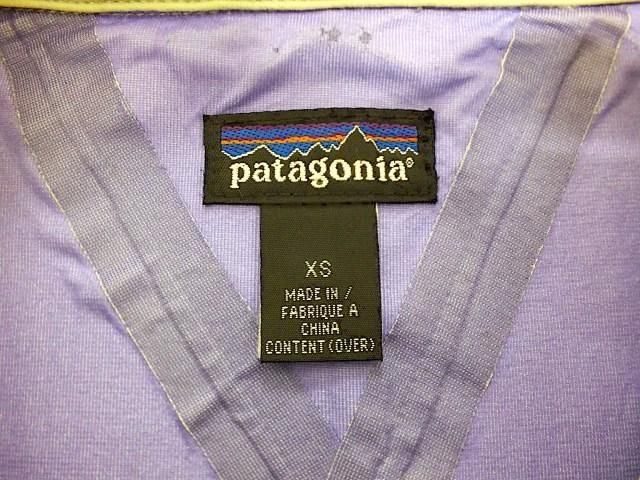 patagonia®
XS
MADE IN /
FABRIQUE A
CHINA
CONTENT (OVER)